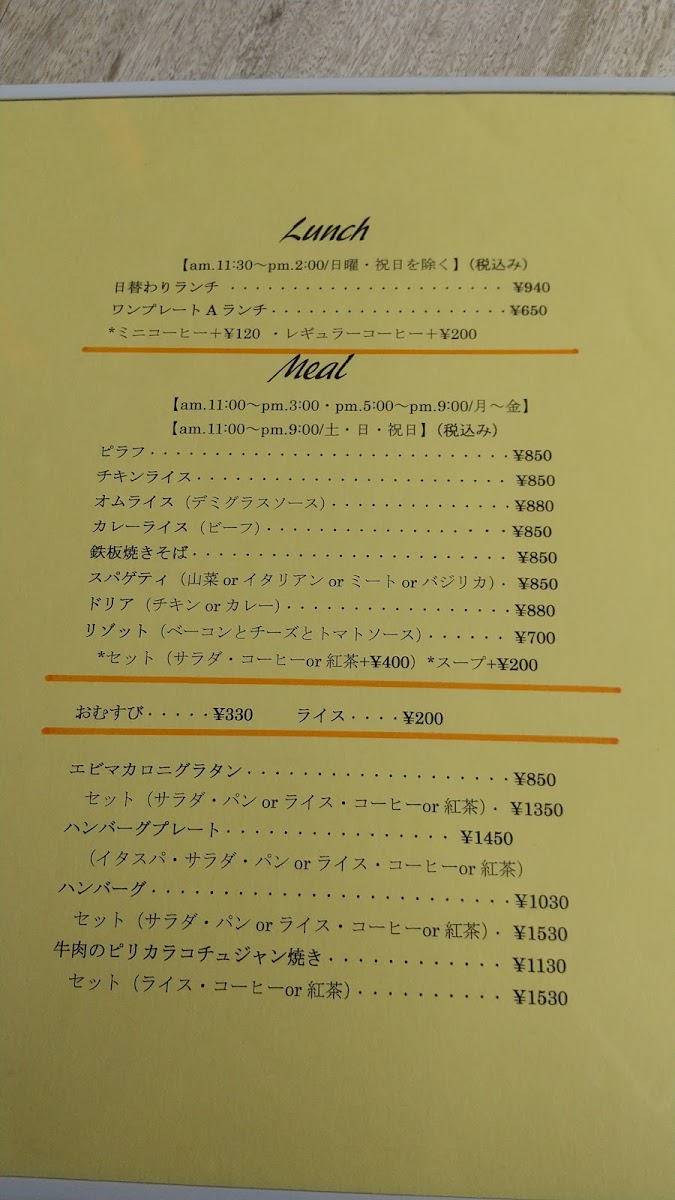 Lunch
【am.11:30～pm.2:00/日曜・祝日を除く】（税込み）
日替わりランチ ・・・・・・・・・・・・・・・・・・・・・・・ ¥940
ワンプレートAランチ・・・・・・・・・・・・・・・・・・・¥650
*ミニコーヒー＋¥120 ・レギュラーコーヒー＋¥200
Meal
【am.11:00～pm.3:00・pm.5:00～pm.9:00/月～金】
【am.11:00～pm.9:00/土・日・祝日】（税込み）
ピラフ・・・・・・・・・・・・・・・・・・・・・・・・・・・・¥850
チキンライス・・・・・・・・・・・・・・・・・・・・・・・・ ¥850
オムライス（デミグラスソース）・・・・・・・・・・・・・・¥880
カレーライス（ビーフ）・・・・・・・・・・・・・・・・・・・¥850
鉄板焼きそば・・・・・・・・・・・・・・・・・・・・・・・・ ¥850
スパゲティ（山菜 or イタリアン or ミート or バジリカ）・ ¥850
ドリア（チキン or カレー）・・・・・・・・・・・・・・・・・¥880
リゾット（ベーコンとチーズとトマトソース）・・・・・・ ¥700
*セット（サラダ・コーヒーor 紅茶+¥400）*スープ+¥200
おむすび・・・・・¥330 ライス・・・・¥200
エビマカロニグラタン・・・・・・・・・・・・・・・・・・・・¥850
セット（サラダ・パン or ライス・コーヒーor 紅茶）・ ¥1350
ハンバーグプレート・・・・・・・・・・・・・・・・・ ¥1450
（イタスパ・サラダ・パン or ライス・コーヒーor 紅茶）
ハンバーグ・・・・・・・・・・・・・・・・・・・・・・・・・・¥1030
セット（サラダ・パン or ライス・コーヒーor 紅茶）・ ¥1530
牛肉のピリカラコチュジャン焼き・・・・・・・・・・・・・ ¥1130
セット（ライス・コーヒーor 紅茶）・・・・・・・・・・ ¥1530